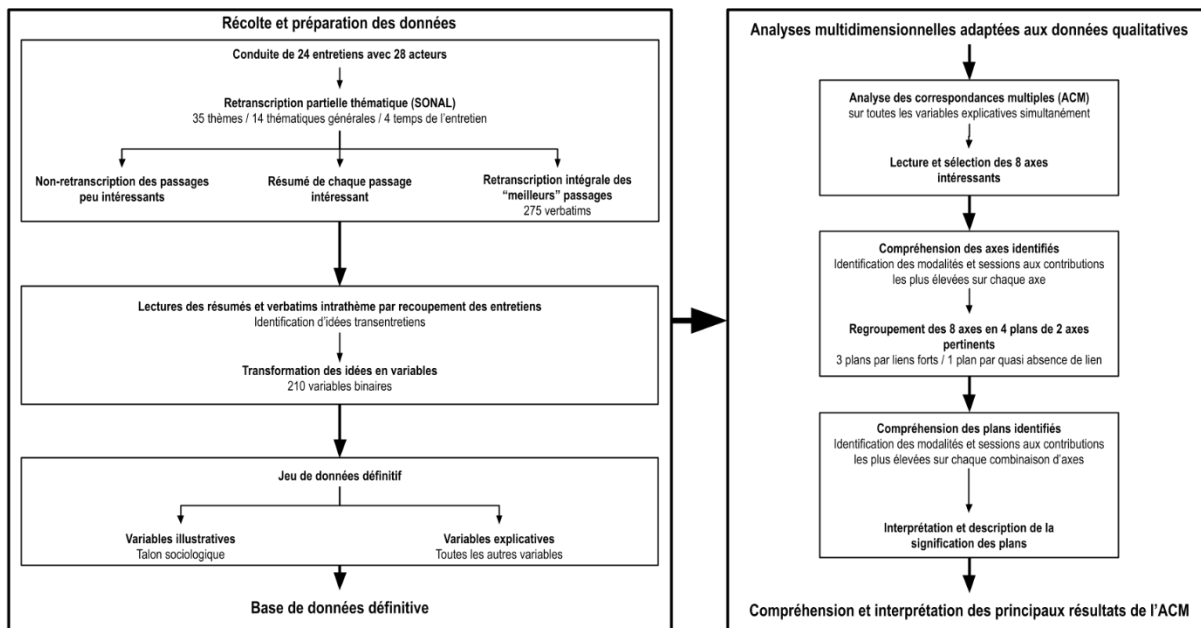 Récolte et préparation des données
Conduite de 24 entretiens avec 28 acteurs
Retranscription partielle thématique (SONAL)
35 thèmes / 14 thématiques générales / 4 temps de l'entretien
Non-retranscription des passages
peu intéressants
Résumé de chaque passage
intéressant
Retranscription intégrale des
“meilleurs” passages
275 verbatims
Lectures des résumés et verbatims intrathème par recoupement des entretiens
Identification d'idées transentretiens
Transformation des idées en variables
210 variables binaires
Jeu de données définitif
Variables illustratives
Talon sociologique
Variables explicatives
Toutes les autres variables
Base de données définitive
Analyses multidimensionnelles adaptées aux données qualitatives
Analyse des correspondances multiples (ACM)
sur toutes les variables explicatives simultanément
Lecture et sélection des 8 axes
intéressants
Compréhension des axes identifiés
Identification des modalités et sessions aux contributions
les plus élevées sur chaque axe
Regroupement des 8 axes en 4 plans de 2 axes
pertinents
3 plans par liens forts / 1 plan par quasi absence de lien
Compréhension des plans identifiés
Identification des modalités et sessions aux contributions
les plus élevées sur chaque combinaison d'axes
Interprétation et description de la
signification des plans
Compréhension et interprétation des principaux résultats de l'ACM